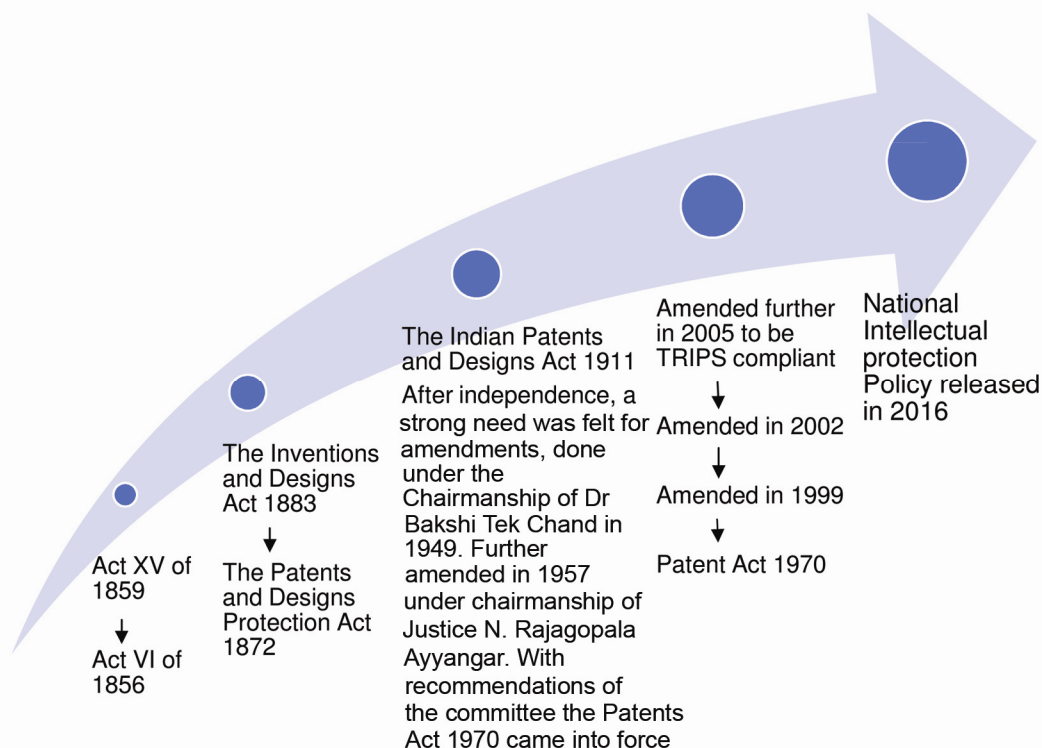 Act XV of
1859
Act VI of
1856
The Inventions
and Designs
Act 1883
The Patents
and Designs
Protection Act
1872
The Indian Patents
and Designs Act 1911
After independence, a
strong need was felt for
amendments, done
under the
Chairmanship of Dr
Bakshi Tek Chand in
1949. Further
amended in 1957
under chairmanship of
Justice N. Rajagopala
Ayyangar. With
recommendations of
the committee the Patents
Act 1970 came into force
Amended further
in 2005 to be
TRIPS compliant
Amended in 2002
Amended in 1999
Patent Act 1970
National
Intellectual
protection
Policy released
in 2016